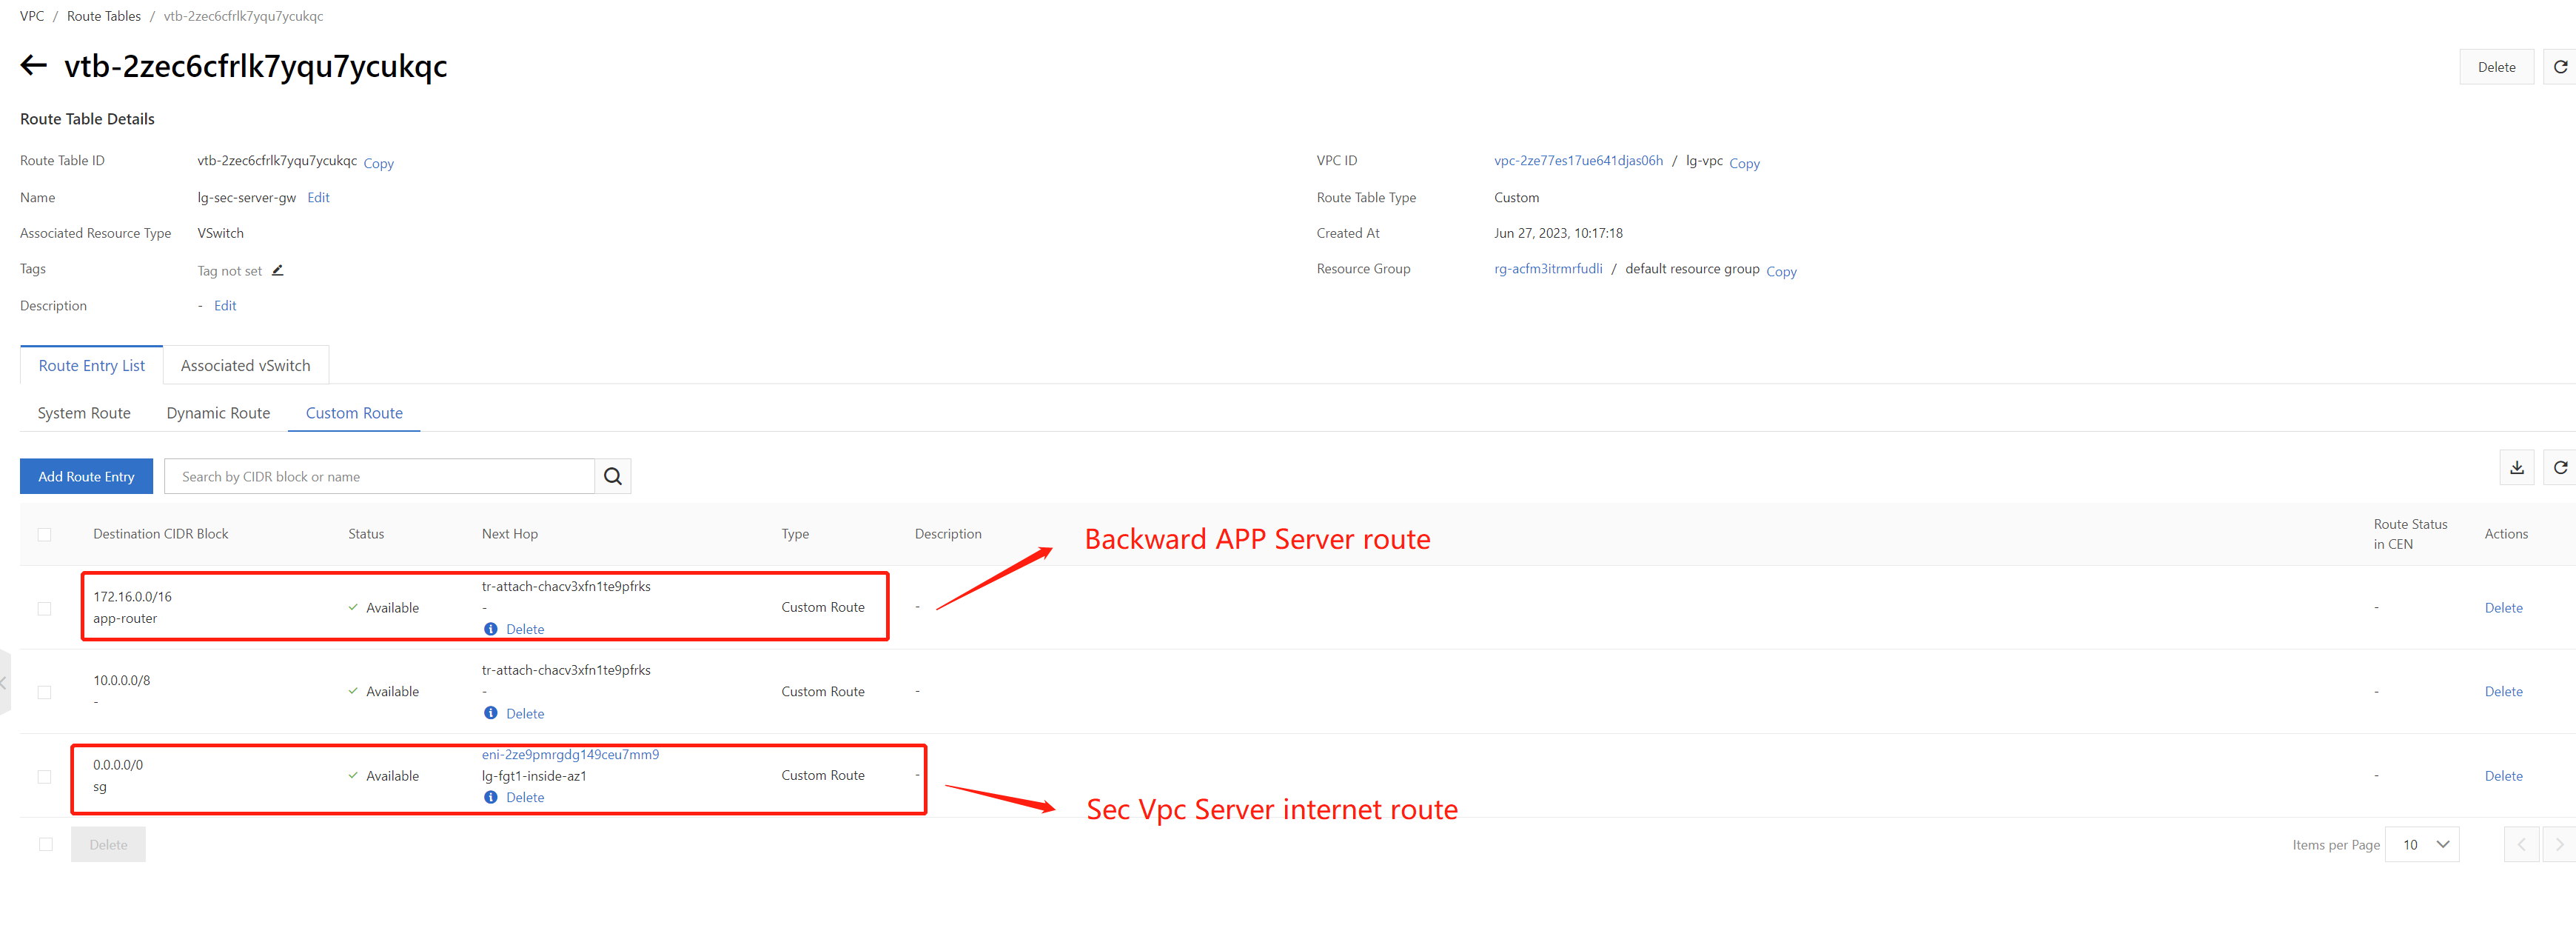 VPC / Route Tables / vtb-2zec6cfrlk7yqu7ycukqc
vtb-2zec6cfrlk7yqu7ycukqc
Delete
Route Table Details
Route Table ID vtb-2zec6cfrlk7yqu7ycukqc Copy VPC ID vpc-2ze77es17ue641djas06h / lg-vpc Copy
Name lg-sec-server-gw Edit Route Table Type Custom
Associated Resource Type VSwitch Created At Jun 27, 2023, 10:17:18
Tags Tag not set Resource Group rg-acfm3itrmrfudli / default resource group Copy
Description - Edit
Route Entry List Associated vSwitch
System Route Dynamic Route Custom Route
Add Route Entry Search by CIDR block or name
Destination CIDR Block Status Next Hop Type Description Route Status in CEN Actions
Backward APP Server route
172.16.0.0/16
app-router
Available
tr-attach-chacv3xfn1te9pfrks
-
Delete
Custom Route - - Delete
10.0.0.0/8
-
Available
tr-attach-chacv3xfn1te9pfrks
-
Delete
Custom Route - - Delete
0.0.0.0/0
sg
Available
eni-2ze9pmrgdg149ceu7mm9
lg-fgt1-inside-az1
Delete
Custom Route - - Delete
Sec Vpc Server internet route
Delete Items per Page 10